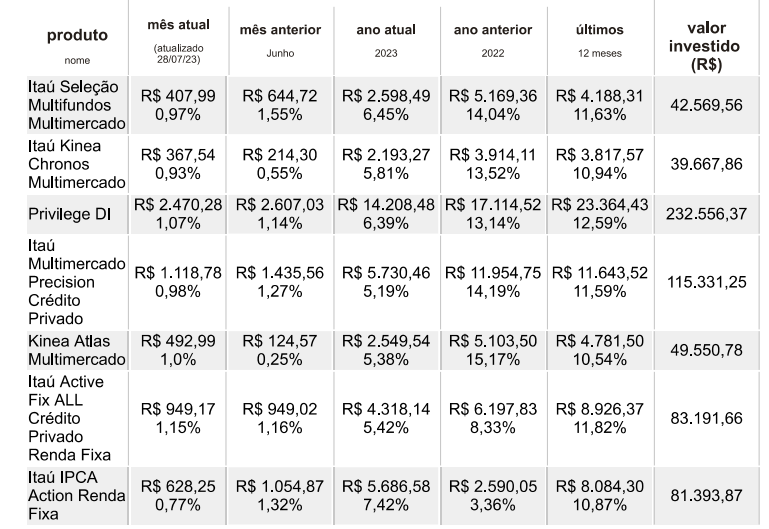 produto
nome
mês atual
(atualizado
28/07/23)
mês anterior
Junho
ano atual
2023
ano anterior
2022
últimos
12 meses
valor
investido
(R$)
Itaú Seleção
Multifundos
Multimercado
R$ 407,99 R$ 644,72 R$ 2.598,49 R$ 5.169,36 R$ 4.188,31
0,97% 1,55% 6,45% 14,04% 11,63%
42.569,56
Itaú Kinea
Chronos
Multimercado
R$ 367,54 R$ 214,30 R$ 2.193,27 R$ 3.914,11 R$ 3.817,57
0,93% 0,55% 5,81% 13,52% 10,94%
39.667,86
Privilege DI
R$ 2.470,28 R$ 2.607,03 R$ 14.208,48 R$ 17.114,52 R$ 23.364,43
1,07% 1,14% 6,39% 13,14% 12,59%
232.556,37
Itaú
Multimercado
Precision
Crédito
Privado
R$ 1.118,78 R$ 1.435,56 R$ 5.730,46 R$ 11.954,75 R$ 11.643,52
0,98% 1,27% 5,19% 14,19% 11,59%
115.331,25
Kinea Atlas
Multimercado
R$ 492,99 R$ 124,57 R$ 2.549,54 R$ 5.103,50 R$ 4.781,50
1,0% 0,25% 5,38% 15,17% 10,54%
49.550,78
Itaú Active
Fix ALL
Crédito
Privado
Renda Fixa
R$ 949,17 R$ 949,02 R$ 4.318,14 R$ 6.197,83 R$ 8.926,37
1,15% 1,16% 5,42% 8,33% 11,82%
83.191,66
Itaú IPCA
Action Renda
Fixa
R$ 628,25 R$ 1.054,87 R$ 5.686,58 R$ 2.590,05 R$ 8.084,30
0,77% 1,32% 7,42% 3,36% 10,87%
81.393,87